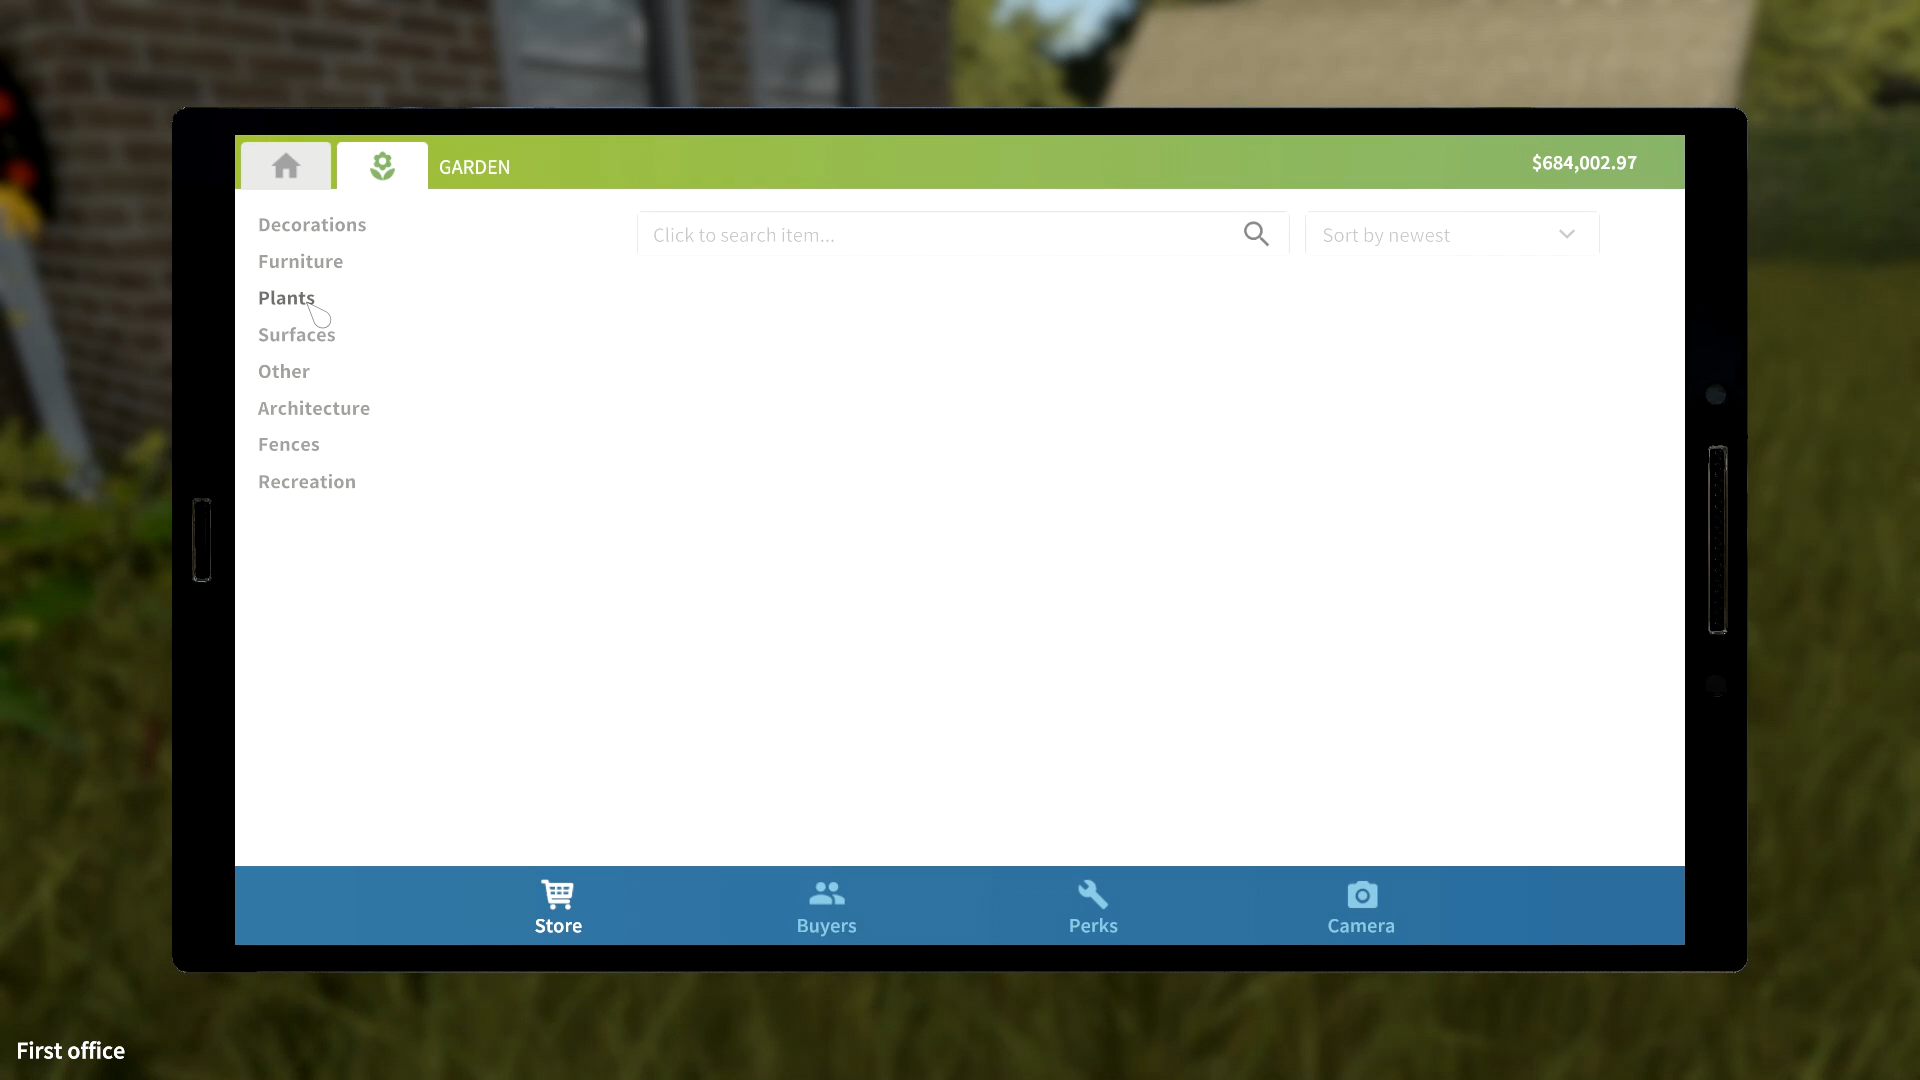 GARDEN
$684,002.97
Decorations
Furniture
Plants
Surfaces
Other
Architecture
Fences
Recreation
Click to search item...
Sort by newest
Store
Buyers
Perks
Camera
First office